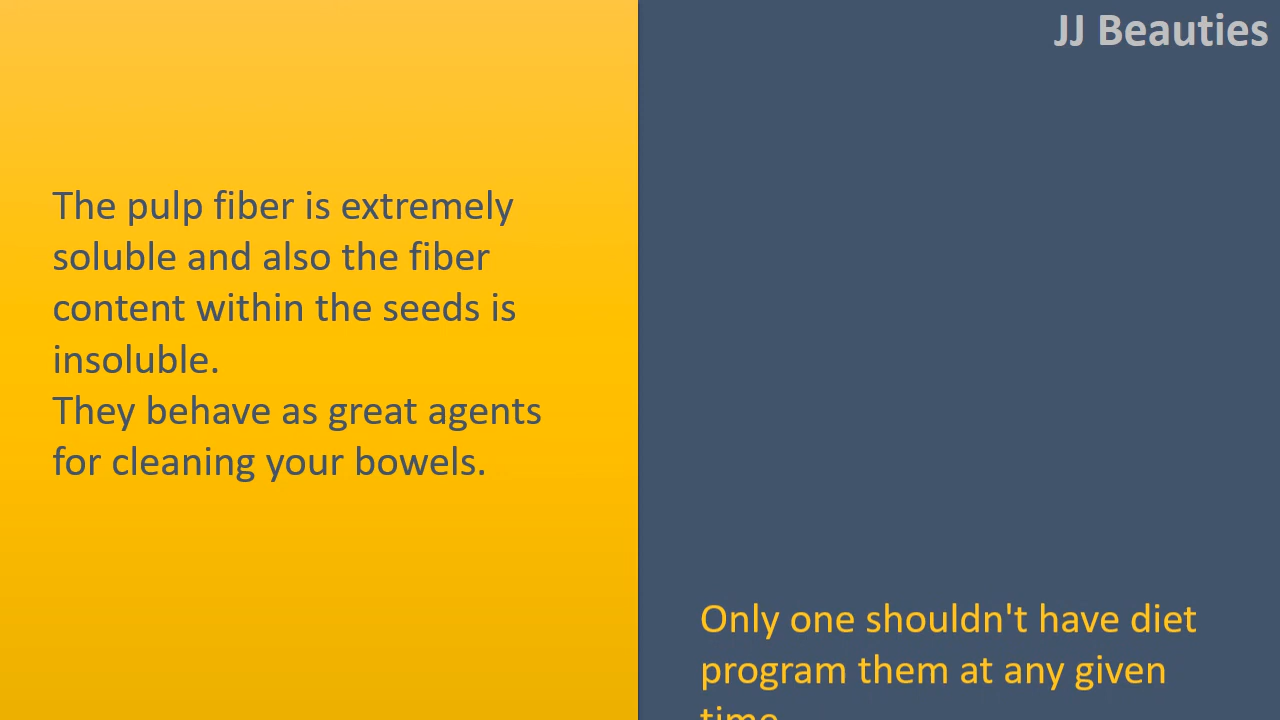 JJ Beauties
The pulp fiber is extremely
soluble and also the fiber
content within the seeds is
insoluble.
They behave as great agents
for cleaning your bowels.
Only one shouldn't have diet
program them at any given
time